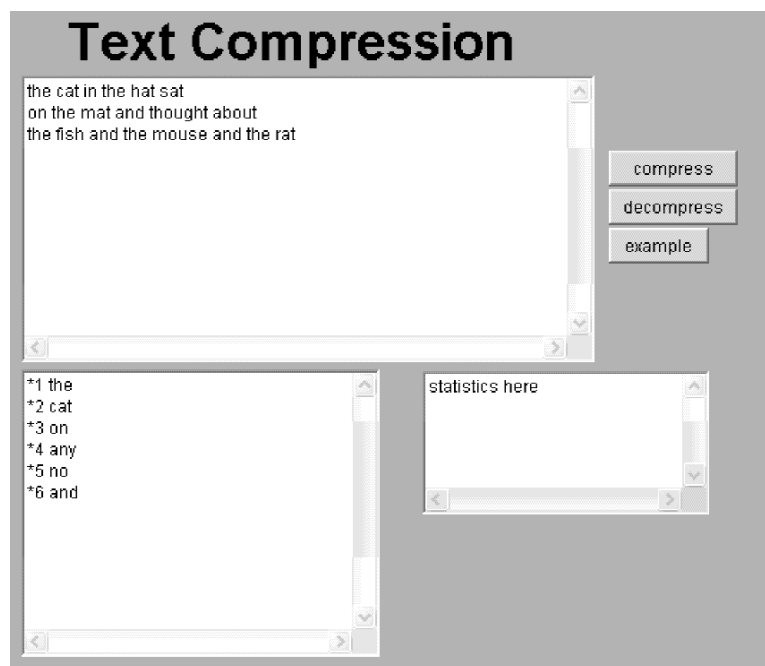 Text Compression
the cat in the hat sat
on the mat and thought about
the fish and the mouse and the rat
compress
decompress
example
*1 the
*2 cat
*3 on
*4 any
*5 no
*6 and
statistics here